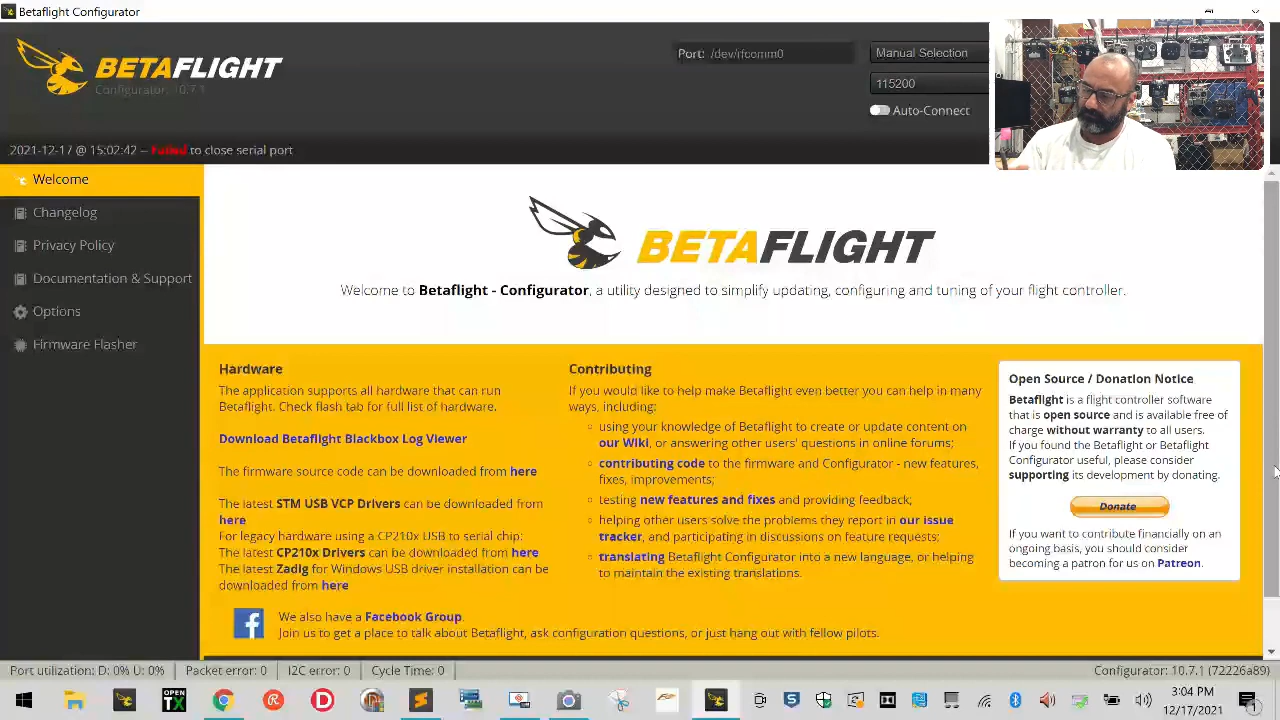 Betaflight Configurator
BETAFLIGHT
Configurator, 10.7.1
Port: /dev/rfcomm0
Manual Selection
115200
Auto-Connect
2021-12-17 @ 15:02:42 -- Failed to close serial port
Welcome
Changelog
Privacy Policy
Documentation & Support
Options
Firmware Flasher
BETAFLIGHT
Welcome to Betaflight - Configurator, a utility designed to simplify updating, configuring and tuning of your flight controller.
Hardware
The application supports all hardware that can run
Betaflight. Check flash tab for full list of hardware.
Download Betaflight Blackbox Log Viewer
The firmware source code can be downloaded from here
The latest STM USB VCP Drivers can be downloaded from
here
For legacy hardware using a CP210x USB to serial chip:
The latest CP210x Drivers can be downloaded from here
The latest Zadig for Windows USB driver installation can be
downloaded from here
Contributing
If you would like to help make Betaflight even better you can help in many
ways, including:
using your knowledge of Betaflight to create or update content on
our Wiki, or answering other users' questions in online forums;
contributing code to the firmware and Configurator - new features,
fixes, improvements;
testing new features and fixes and providing feedback;
helping other users solve the problems they report in our issue
tracker, and participating in discussions on feature requests;
translating Betaflight Configurator into a new language, or helping
to maintain the existing translations.
Open Source / Donation Notice
Betaflight is a flight controller software
that is open source and is available free of
charge without warranty to all users.
If you found the Betaflight or Betaflight
Configurator useful, please consider
supporting its development by donating.
Donate
If you want to contribute financially on an
ongoing basis, you should consider
becoming a patron for us on Patreon.
We also have a Facebook Group.
Join us to get a place to talk about Betaflight, ask configuration questions, or just hang out with fellow pilots.
Port utilization: D: 0% U: 0%
Packet error: 0
I2C error: 0
Cycle Time: 0
Configurator: 10.7.1 (72226a89)
OPEN
TX
3:04 PM
12/17/2021